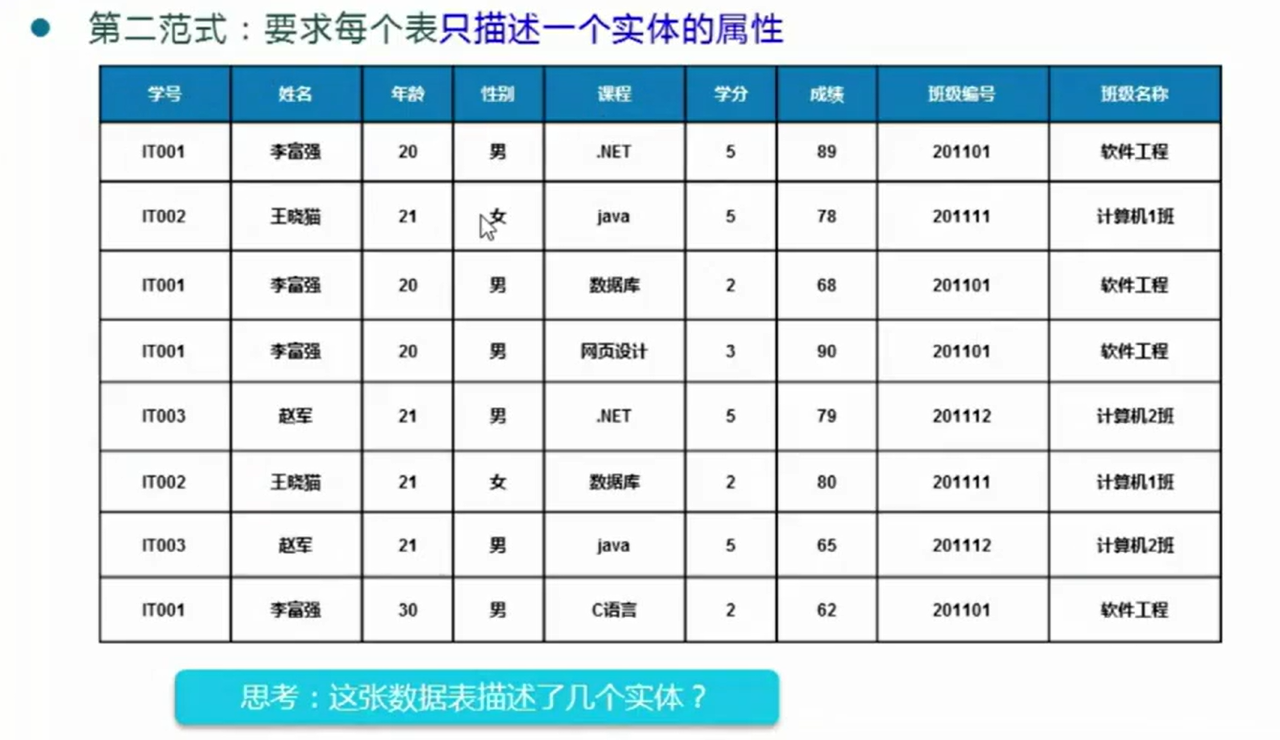 第二范式：要求每个表只描述一个实体的属性
学号 姓名 年龄 性别 课程 学分 成绩 班级编号 班级名称
IT001 李富强 20 男 .NET 5 89 201101 软件工程
IT002 王晓猫 21 女 java 5 78 201111 计算机1班
IT001 李富强 20 男 数据库 2 68 201101 软件工程
IT001 李富强 20 男 网页设计 3 90 201101 软件工程
IT003 赵军 21 男 .NET 5 79 201112 计算机2班
IT002 王晓猫 21 女 数据库 2 80 201111 计算机1班
IT003 赵军 21 男 java 5 65 201112 计算机2班
IT001 李富强 30 男 C语言 2 62 201101 软件工程
思考：这张数据表描述了几个实体？